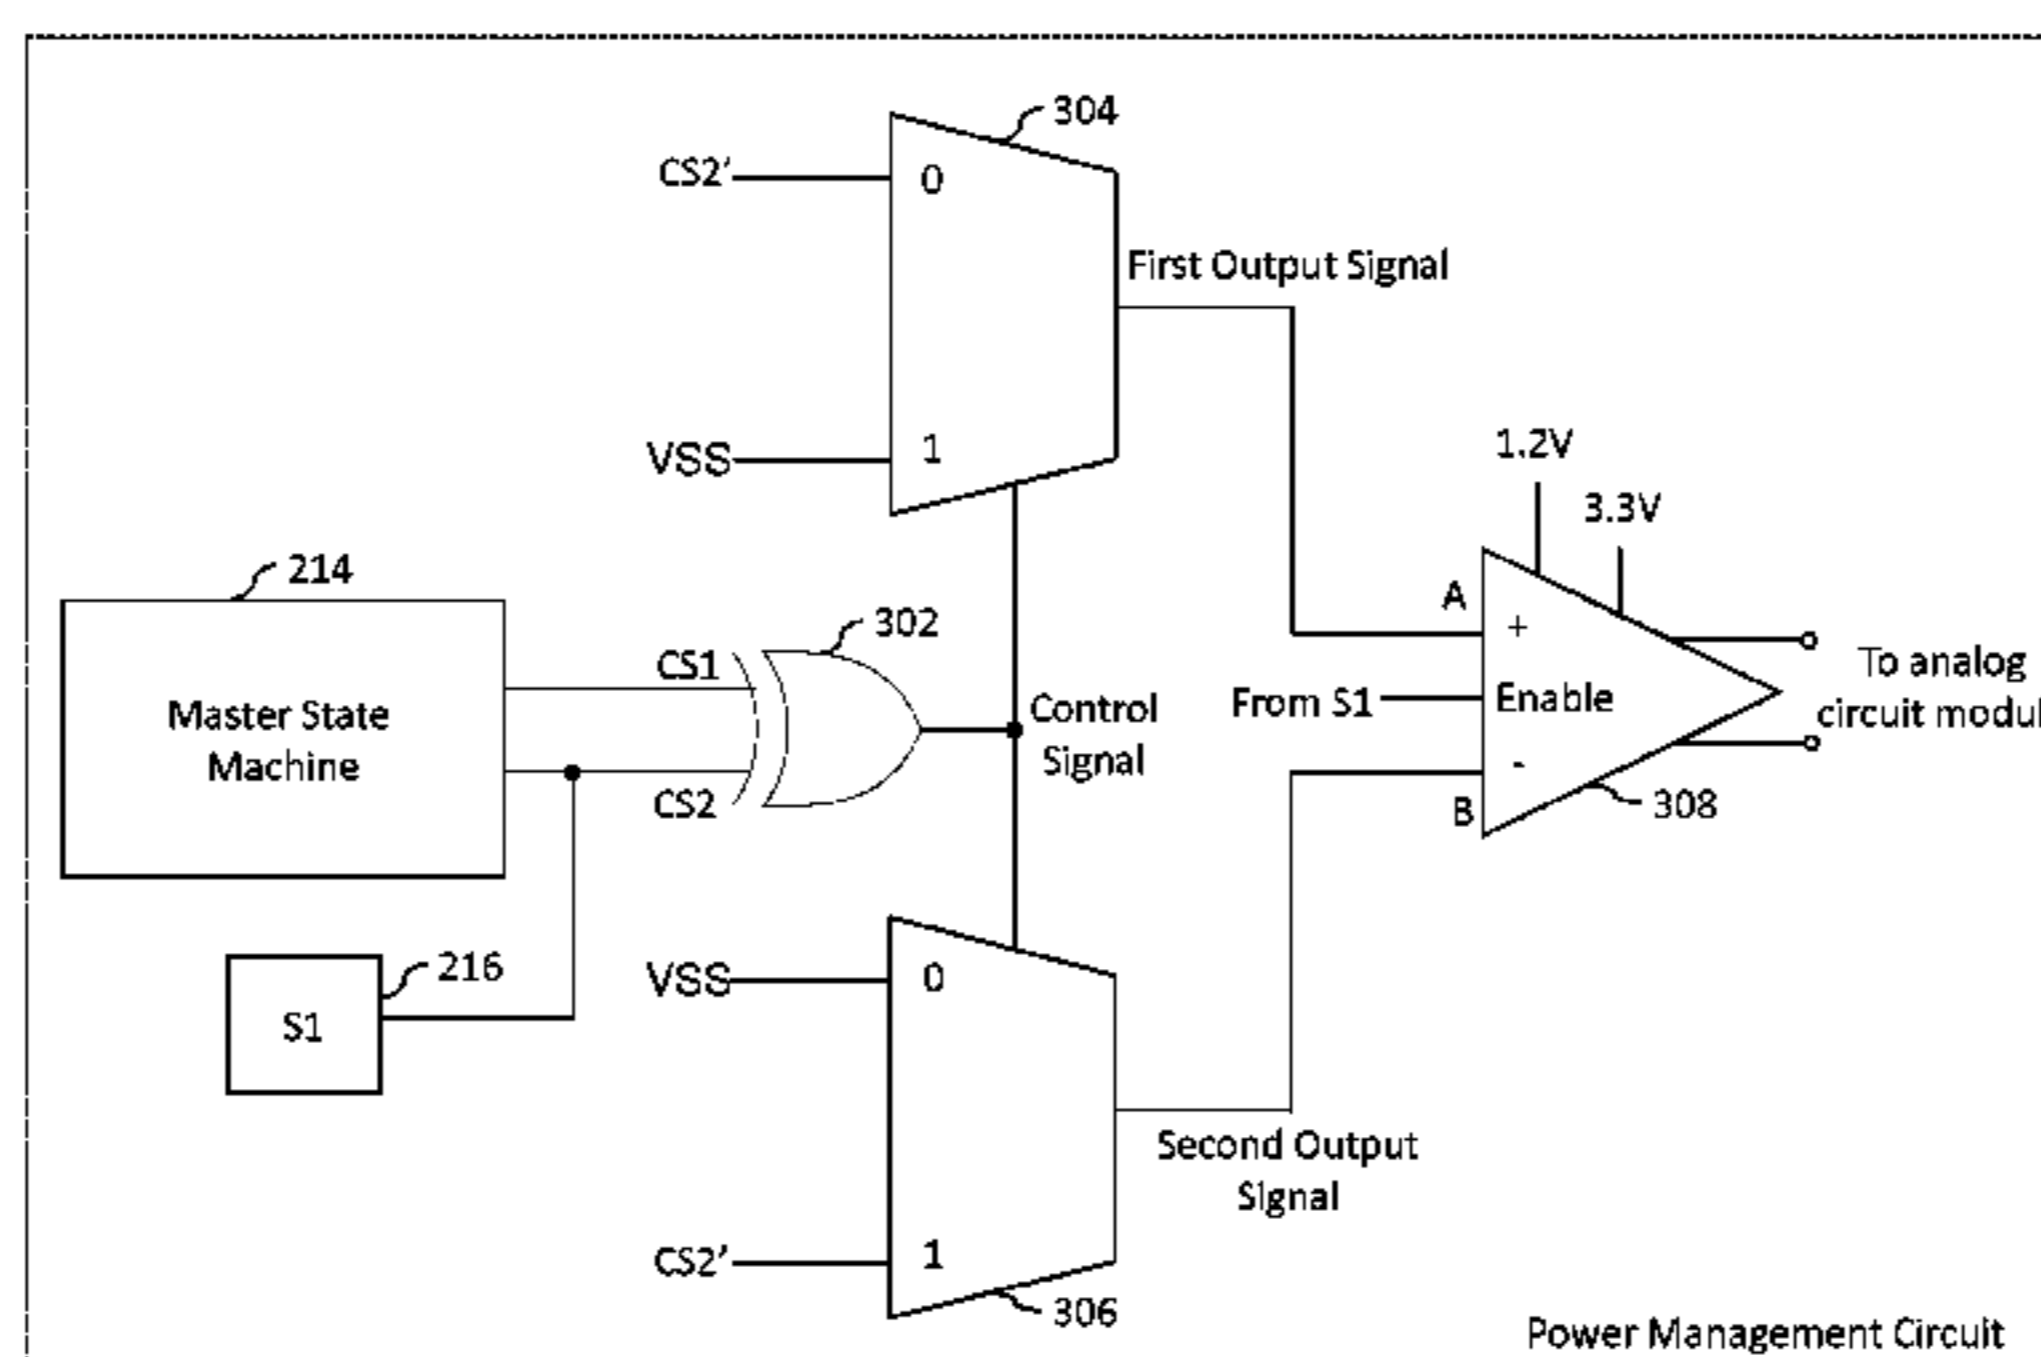 304
CS2'
0
First Output Signal
VSS
1
1.2V
3.3V
214
302
A
+
CS1
To analog
Master State
Machine
Control
Signal
From S1
Enable
circuit modul
CS2
-
B
308
VSS
0
216
S1
Second Output
Signal
CS2'
1
306
Power Management Circuit